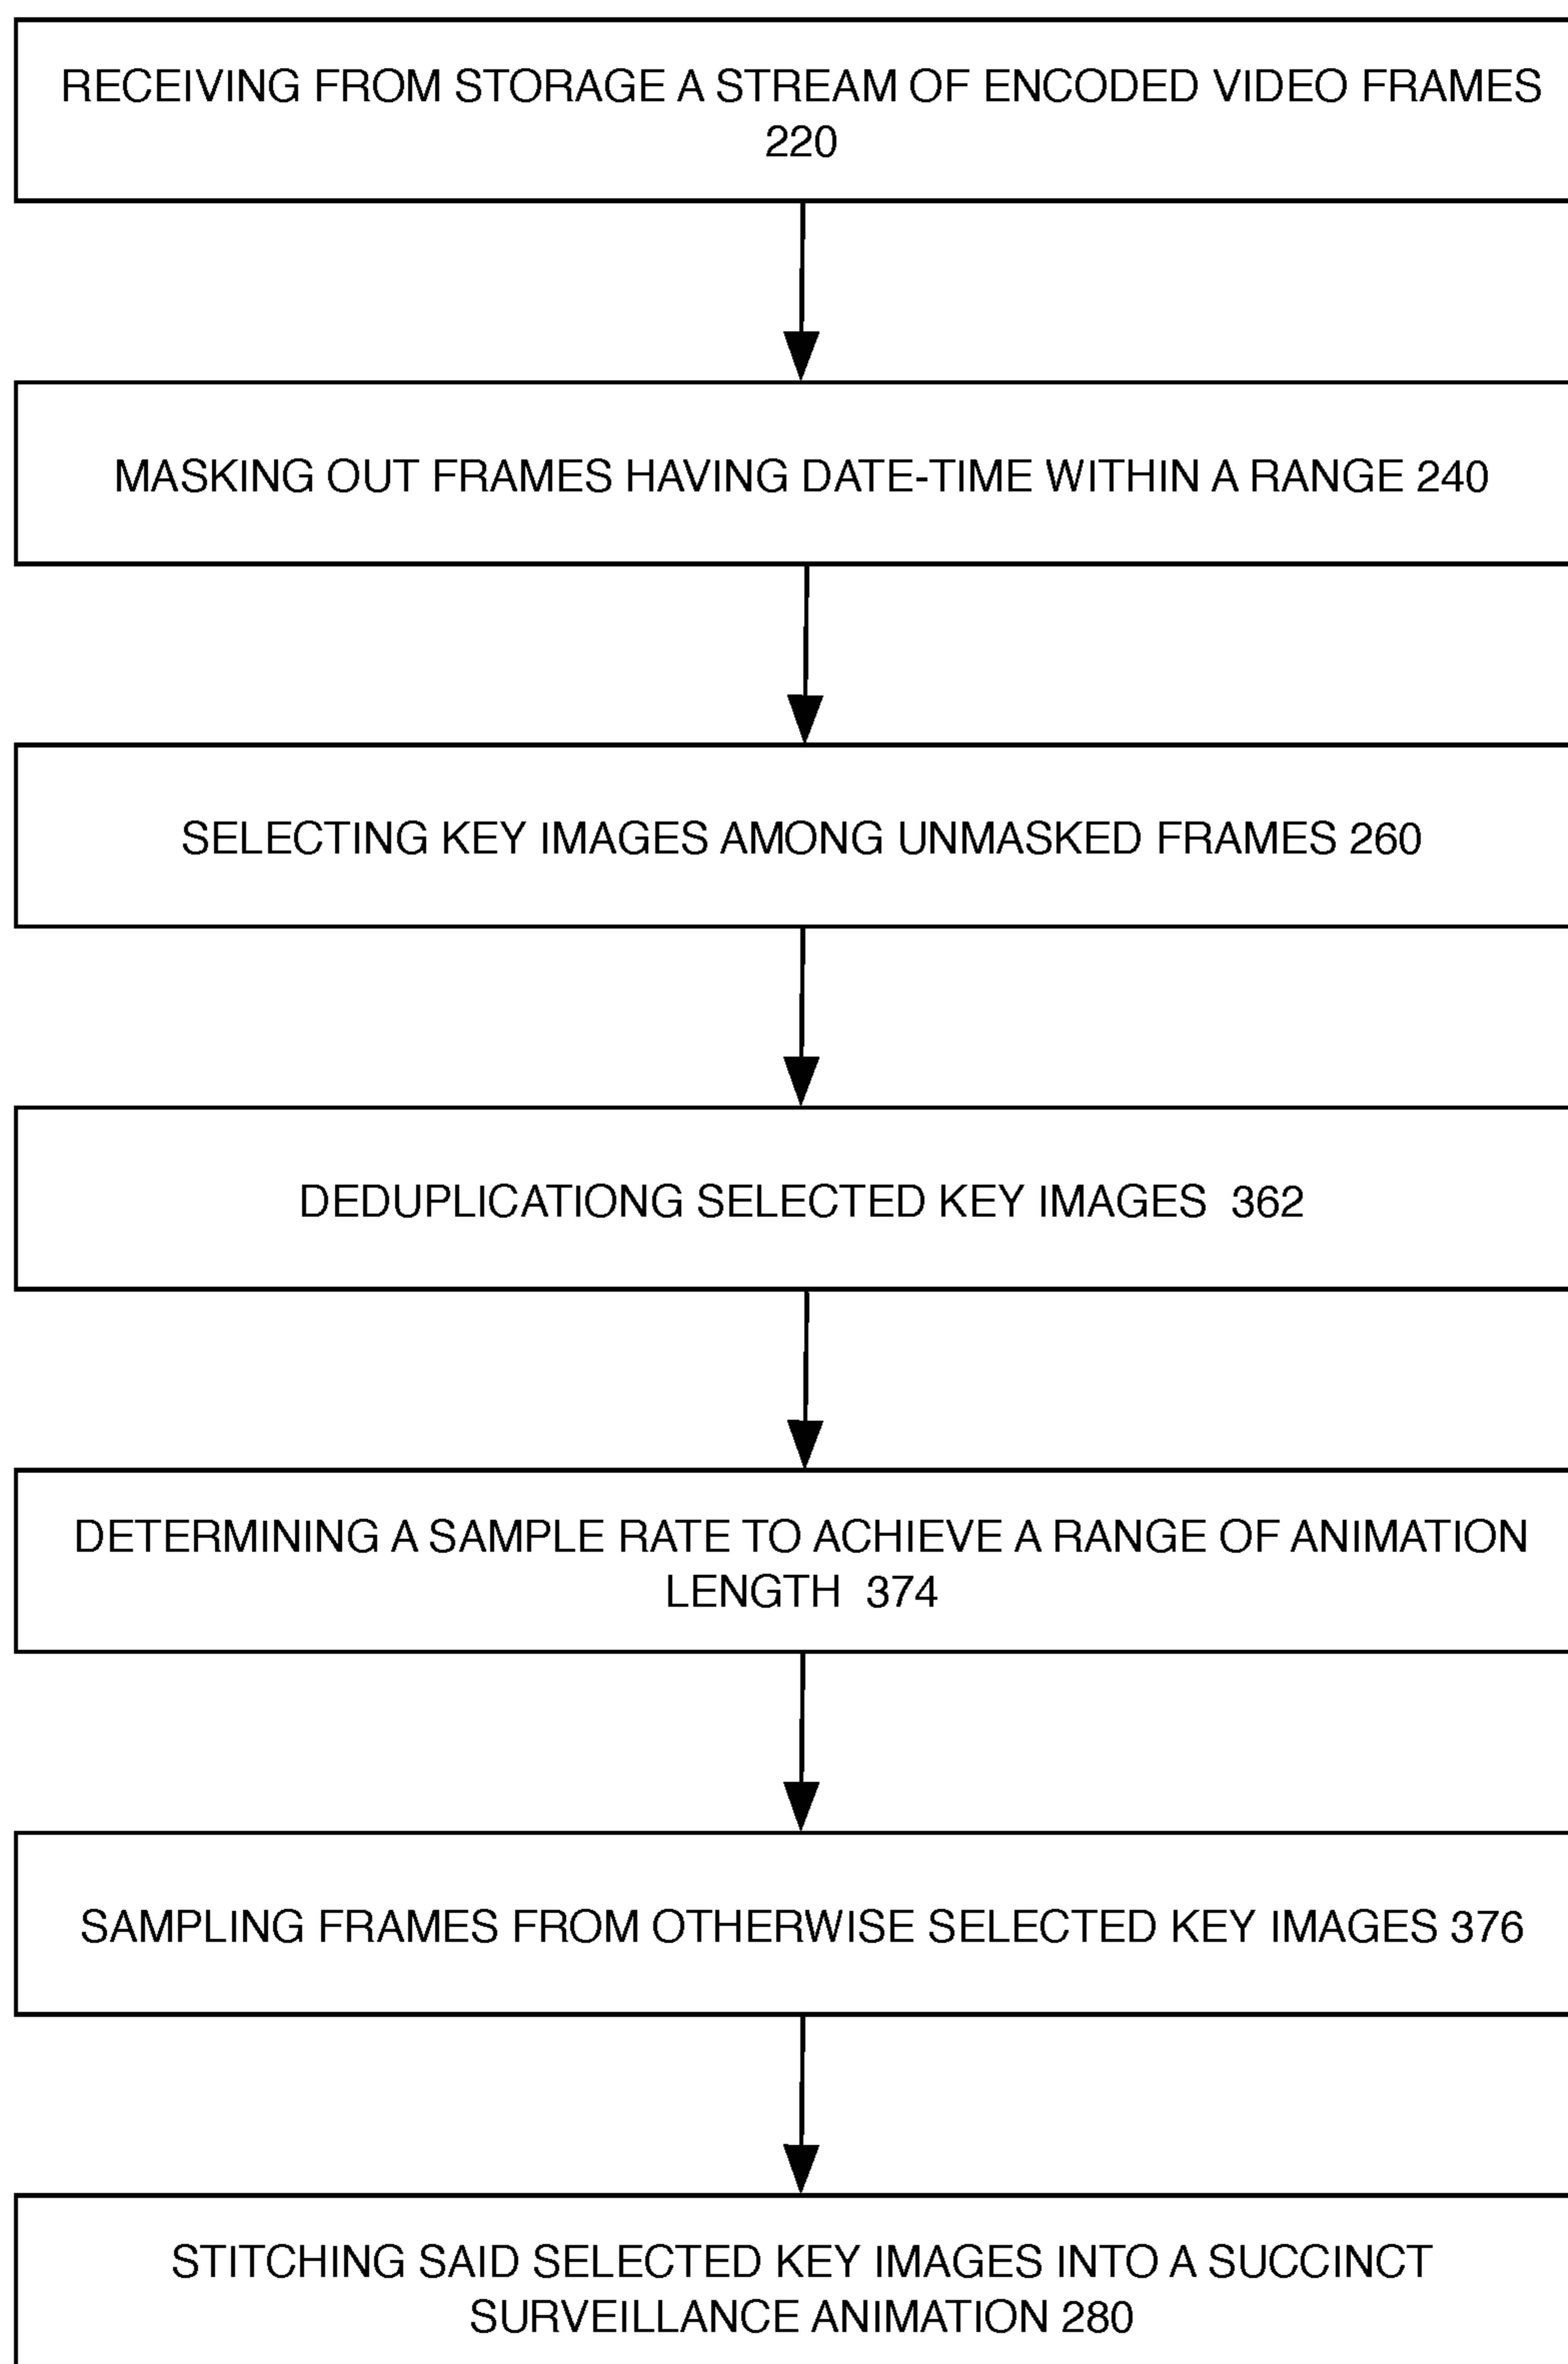 RECEIVING FROM STORAGE A STREAM OF ENCODED VIDEO FRAMES
220
MASKING OUT FRAMES HAVING DATE-TIME WITHIN A RANGE 240
SELECTING KEY IMAGES AMONG UNMASKED FRAMES 260
DEDUPLICATIONG SELECTED KEY IMAGES  362
DETERMINING A SAMPLE RATE TO ACHIEVE A RANGE OF ANIMATION
LENGTH  374
SAMPLING FRAMES FROM OTHERWISE SELECTED KEY IMAGES 376
STITCHING SAID SELECTED KEY IMAGES INTO A SUCCINCT
SURVEILLANCE ANIMATION 280